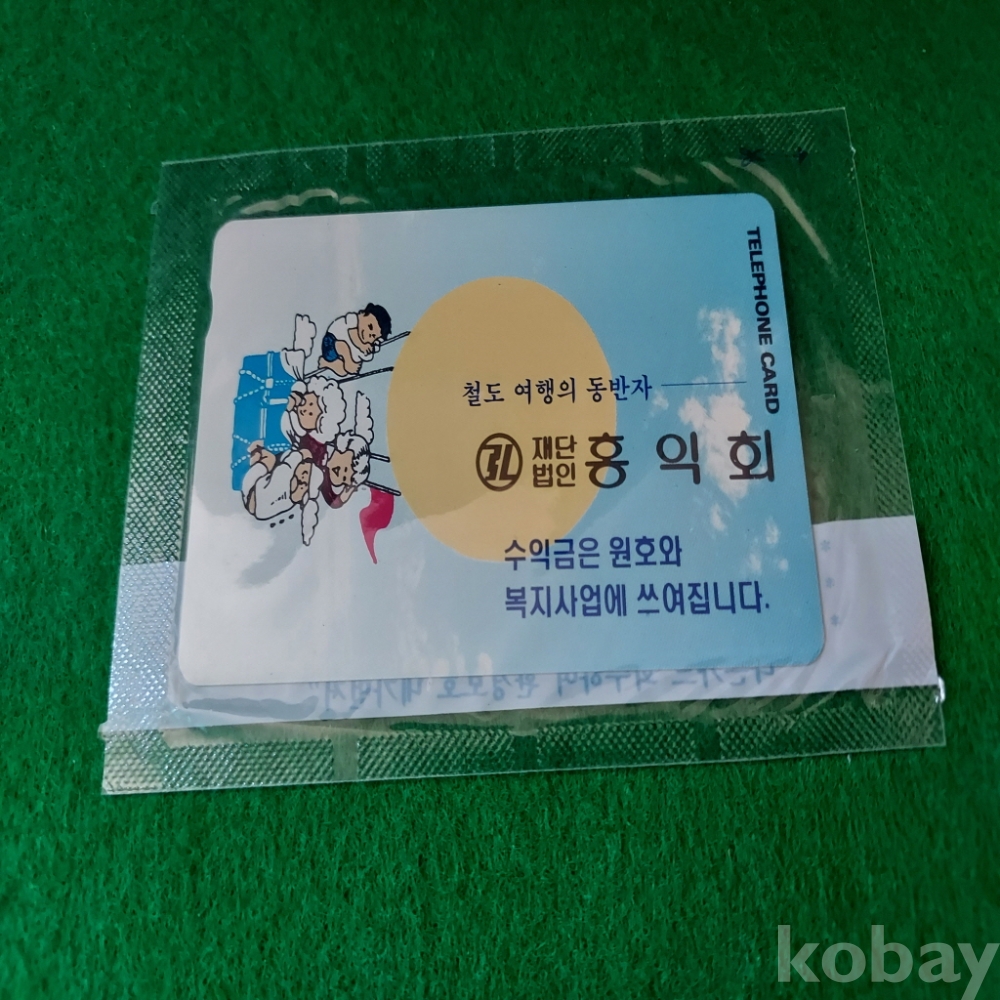 TELEPHONE CARD
철도 여행의 동반자
재단
법인 홍익회
수익금은 원호와
복지사업에 쓰여집니다.
kobay